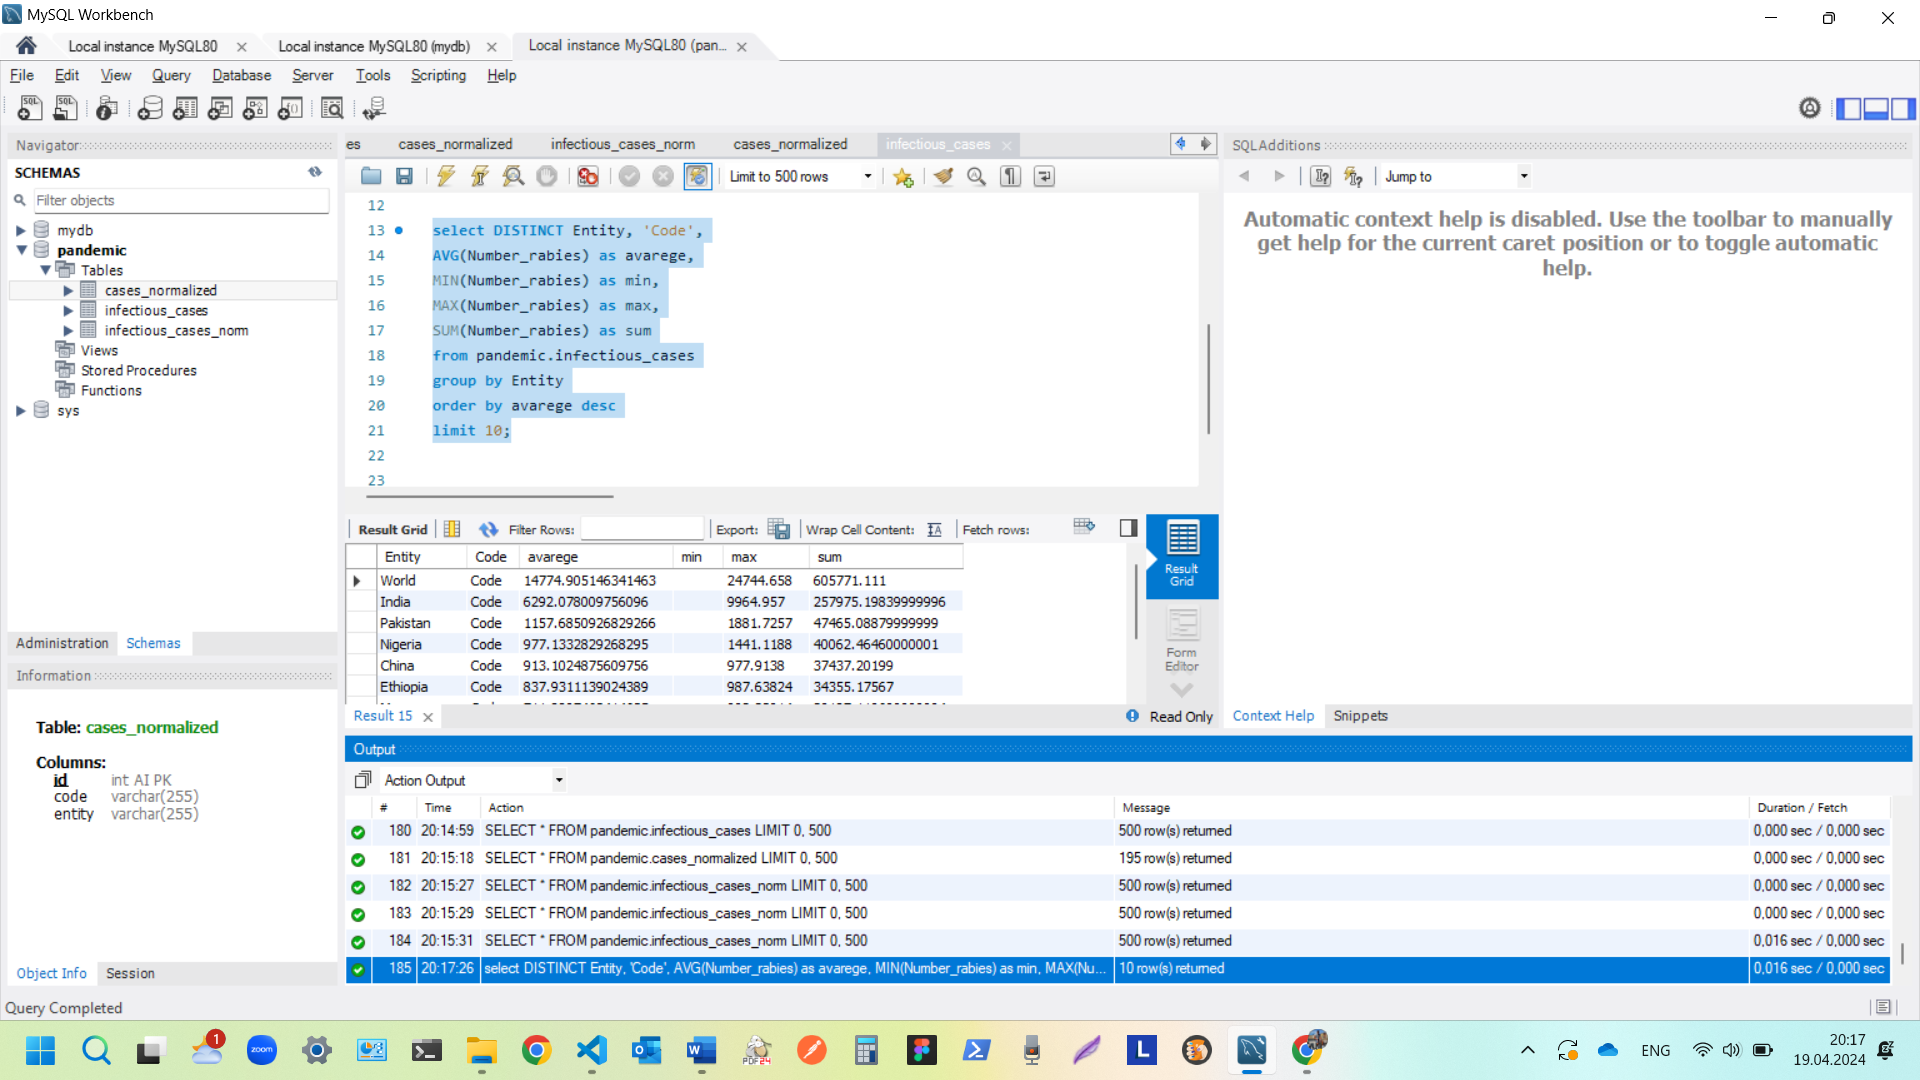 MySQL Workbench
Local instance MySQL80
Local instance MySQL80 (mydb)
Local instance MySQL80 (pan...
File Edit View Query Database Server Tools Scripting Help
Navigator
SCHEMAS
Filter objects
mydb
pandemic
Tables
cases_normalized
infectious_cases
infectious_cases_norm
Views
Stored Procedures
Functions
sys
Administration Schemas
Information
Table: cases_normalized
Columns:
id int AI PK
code varchar(255)
entity varchar(255)
Object Info Session
Query Completed
es cases_normalized infectious_cases_norm cases_normalized infectious_cases
Limit to 500 rows
12
13 select DISTINCT Entity, 'Code',
14 AVG(Number_rabies) as avarege,
15 MIN(Number_rabies) as min,
16 MAX(Number_rabies) as max,
17 SUM(Number_rabies) as sum
18 from pandemic.infectious_cases
19 group by Entity
20 order by avarege desc
21 limit 10;
22
23
Result Grid Filter Rows: Export: Wrap Cell Content: Fetch rows:
Entity Code avarege min max sum
World Code 14774.905146341463 24744.658 605771.111
India Code 6292.078009756096 9964.957 257975.19839999996
Pakistan Code 1157.6850926829266 1881.7257 47465.08879999999
Nigeria Code 977.1332829268295 1441.1188 40062.46460000001
China Code 913.1024875609756 977.9138 37437.20199
Ethiopia Code 837.9311139024389 987.63824 34355.17567
Result Grid
Form Editor
Result 15
Read Only
SQLAdditions
Jump to
Automatic context help is disabled. Use the toolbar to manually
get help for the current caret position or to toggle automatic
help.
Context Help Snippets
Output
Action Output
# Time Action Message Duration / Fetch
180 20:14:59 SELECT * FROM pandemic.infectious_cases LIMIT 0, 500 500 row(s) returned 0,000 sec / 0,000 sec
181 20:15:18 SELECT * FROM pandemic.cases_normalized LIMIT 0, 500 195 row(s) returned 0,000 sec / 0,000 sec
182 20:15:27 SELECT * FROM pandemic.infectious_cases_norm LIMIT 0, 500 500 row(s) returned 0,000 sec / 0,000 sec
183 20:15:29 SELECT * FROM pandemic.infectious_cases_norm LIMIT 0, 500 500 row(s) returned 0,000 sec / 0,000 sec
184 20:15:31 SELECT * FROM pandemic.infectious_cases_norm LIMIT 0, 500 500 row(s) returned 0,016 sec / 0,000 sec
185 20:17:26 select DISTINCT Entity, 'Code', AVG(Number_rabies) as avarege, MIN(Number_rabies) as min, MAX(Nu... 10 row(s) returned 0,016 sec / 0,000 sec
1
zoom
PDF24
L
ENG
20:17
19.04.2024